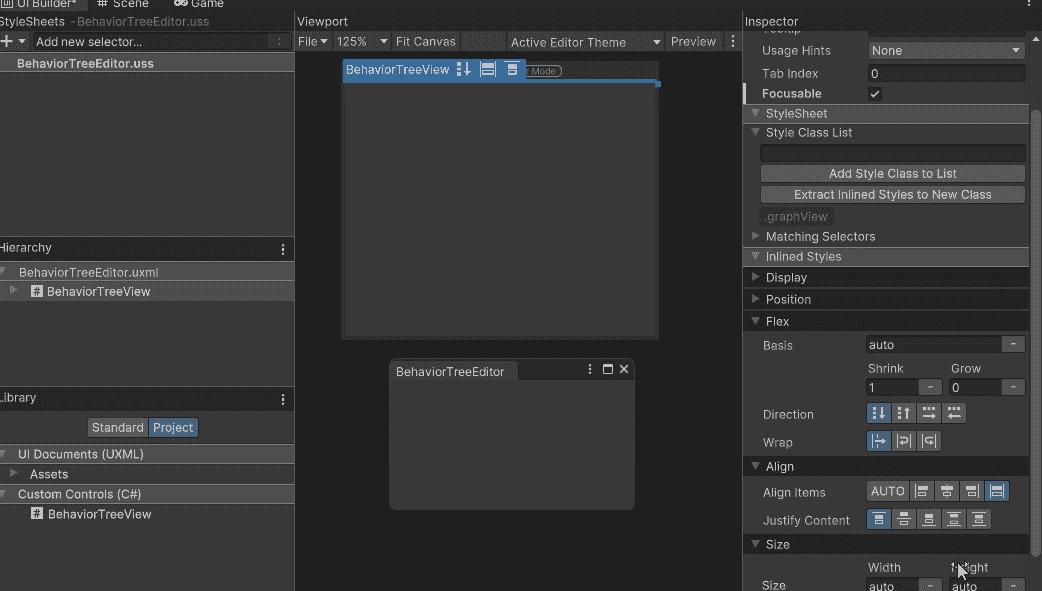 UI Builder* Scene Game
StyleSheets - BehaviorTreeEditor.uss
Add new selector...
BehaviorTreeEditor.uss
Hierarchy
BehaviorTreeEditor.uxml
# BehaviorTreeView
Library
Standard Project
UI Documents (UXML)
Assets
Custom Controls (C#)
# BehaviorTreeView
Viewport
File 125% Fit Canvas Active Editor Theme Preview
BehaviorTreeView Mode
BehaviorTreeEditor
Inspector
Usage Hints None
Tab Index 0
Focusable
StyleSheet
Style Class List
Add Style Class to List
Extract Inlined Styles to New Class
.graphView
Matching Selectors
Inlined Styles
Display
Position
Flex
Basis auto -
Shrink Grow
1 - 0 -
Direction
Wrap
Align
Align Items AUTO
Justify Content
Size
Width
Size auto - auto -